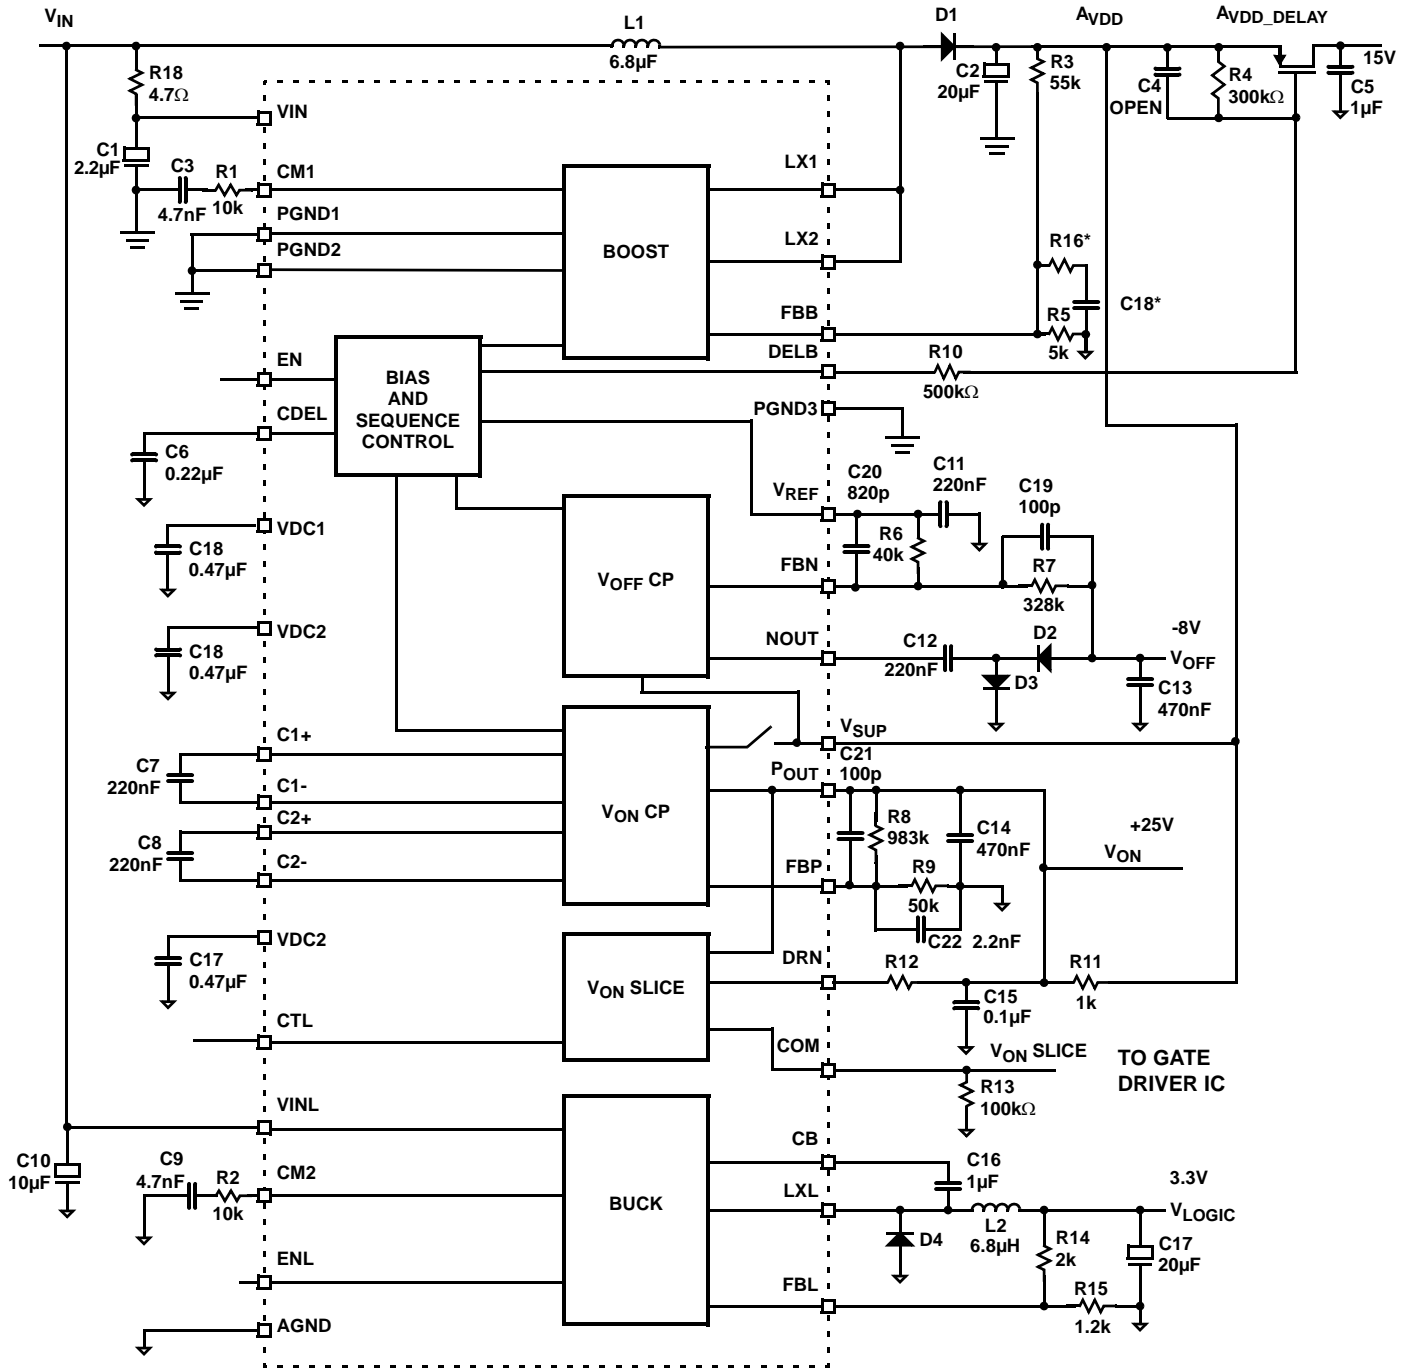 VIN
L1
6.8µF
D1
AVDD
AVDD_DELAY
R18
4.7Ω
C2
20µF
R3
55k
C4
OPEN
R4
300kΩ
15V
C5
1µF
VIN
C1
2.2µF
C3
4.7nF
R1
10k
CM1
LX1
PGND1
PGND2
BOOST
LX2
R16*
C18*
FBB
R5
5k
EN
BIAS
AND
SEQUENCE
CONTROL
DELB
R10
500kΩ
CDEL
PGND3
C6
0.22µF
VREF
C20
820p
C11
220nF
C19
100p
VDC1
C18
0.47µF
VOFF CP
R6
40k
FBN
R7
328k
VDC2
C18
0.47µF
NOUT
C12
220nF
D2
D3
-8V
VOFF
C13
470nF
VSUP
C1+
C7
220nF
C1-
C2+
C8
220nF
C2-
VON CP
POUT
C21
100p
R8
983k
C14
470nF
+25V
VON
FBP
R9
50k
C22 2.2nF
VDC2
C17
0.47µF
VON SLICE
DRN
R12
R11
1k
C15
0.1µF
CTL
COM
VON SLICE
TO GATE
DRIVER IC
R13
100kΩ
VINL
C10
10µF
C9
4.7nF
R2
10k
CM2
BUCK
CB
C16
1µF
LXL
D4
L2
6.8µH
3.3V
VLOGIC
R14
2k
C17
20µF
ENL
FBL
R15
1.2k
AGND